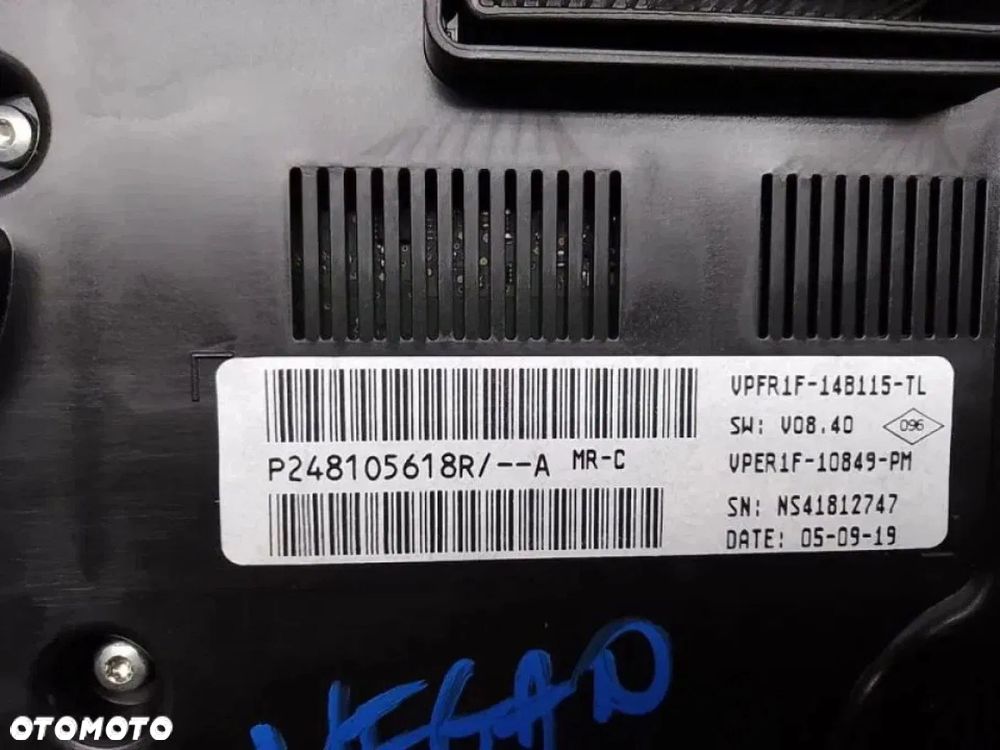 VPFR1F-14B115-TL
SW: V08.40
096
P248105618R/--A MR-C
VPER1F-10849-PM
SN: NS41812747
DATE: 05-09-19
OTOMOTO